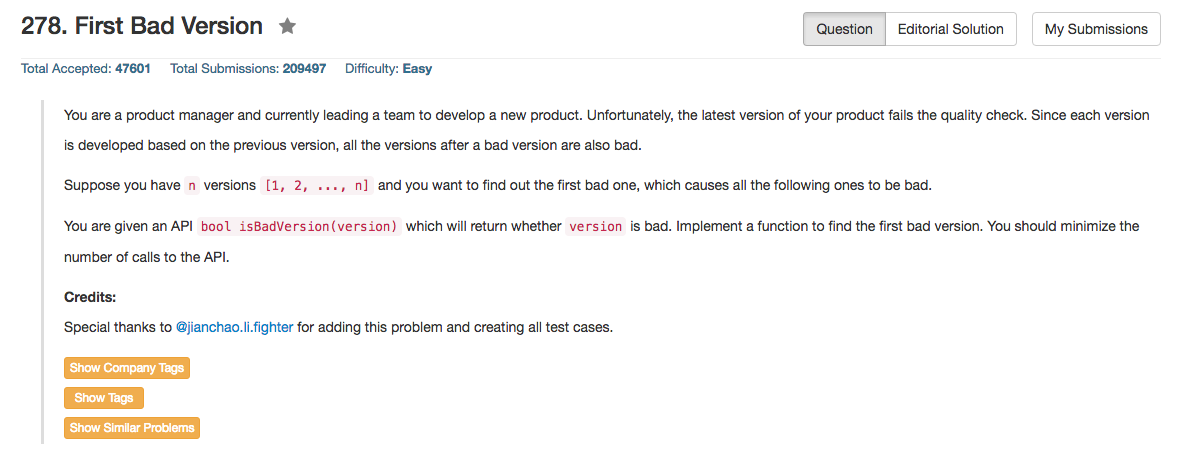 278. First Bad Version
Question
Editorial Solution
My Submissions
Total Accepted: 47601 Total Submissions: 209497 Difficulty: Easy
You are a product manager and currently leading a team to develop a new product. Unfortunately, the latest version of your product fails the quality check. Since each version
is developed based on the previous version, all the versions after a bad version are also bad.
Suppose you have n versions [1, 2, ..., n] and you want to find out the first bad one, which causes all the following ones to be bad.
You are given an API bool isBadVersion(version) which will return whether version is bad. Implement a function to find the first bad version. You should minimize the
number of calls to the API.
Credits:
Special thanks to @jianchao.li.fighter for adding this problem and creating all test cases.
Show Company Tags
Show Tags
Show Similar Problems